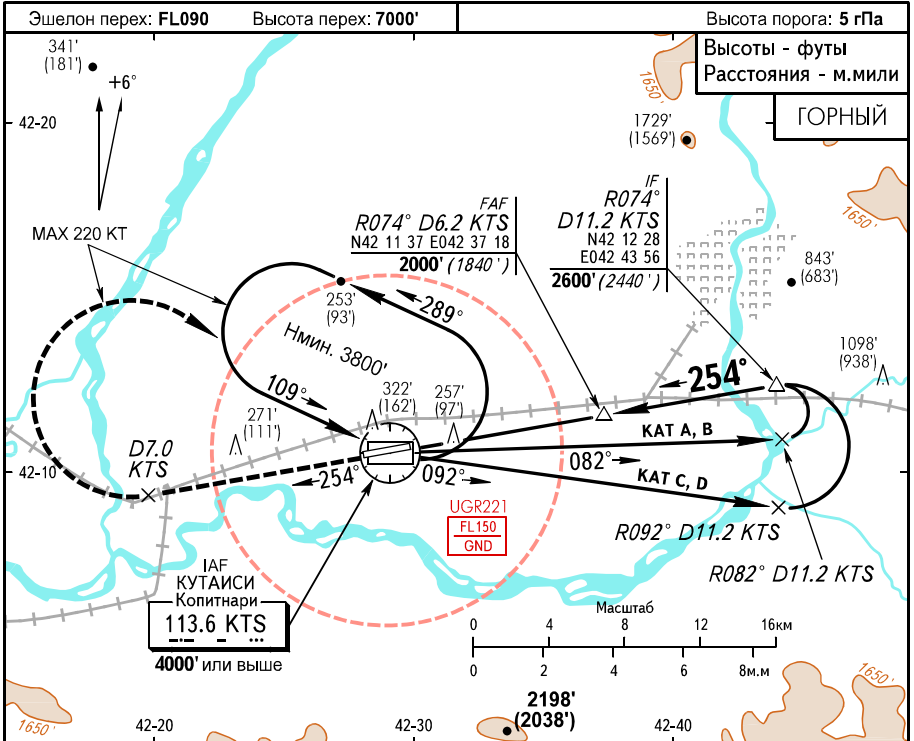 Эшелон перех: FL090
Высота перех: 7000'
Высота порога: 5 гПа
Высоты - футы
Расстояния - м.мили
ГОРНЫЙ
341'
(181')
+6°
1650'
42-20
1729'
(1569')
1650'
MAX 220 KT
FAF
R074° D6.2 KTS
N42 11 37 E042 37 18
2000' (1840')
IF
R074°
D11.2 KTS
N42 12 28
E042 43 56
2600' (2440')
843'
(683')
253'
(93')
289°
Нмин. 3800'
1098'
(938')
109°
322'
(162')
257'
(97')
254°
271'
(111')
КАТ A, B
D7.0
KTS
42-10
254°
092°
082°
КАТ C, D
UGR221
FL150
GND
R092° D11.2 KTS
R082° D11.2 KTS
IAF
КУТАИСИ
Копитнари
113.6 KTS
4000' или выше
Масштаб
0 4 8 12 16км
0 2 4 6 8м.м
2198'
(2038')
1650'
1650'
42-20
42-30
42-40